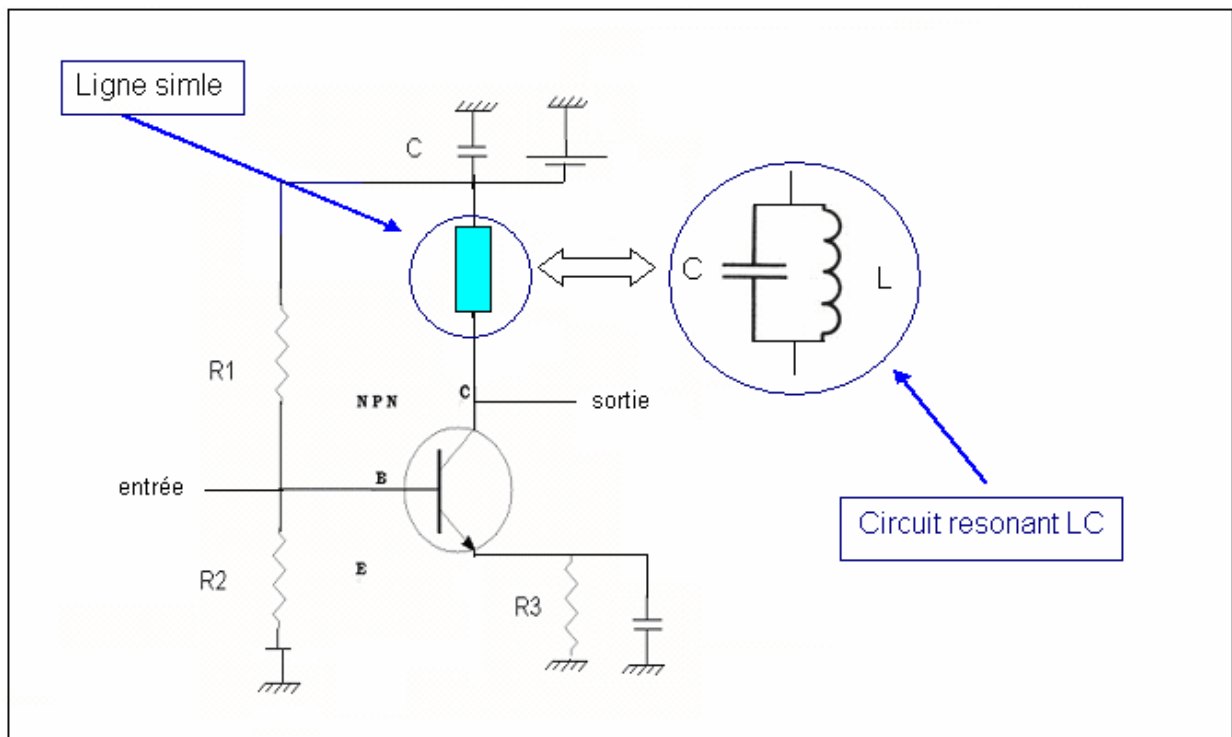 Ligne simle
C
C
L
R1
NPN
C
sortie
entrée
B
Circuit resonant LC
R2
E
R3